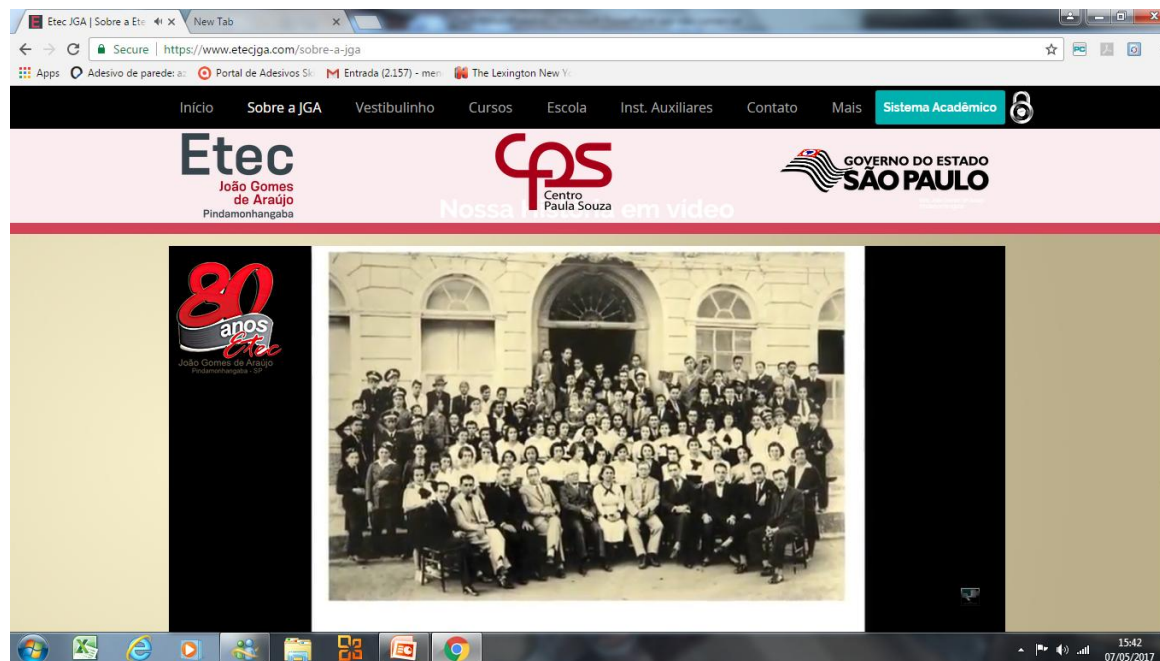 Etec JGA | Sobre a Ete
New Tab
Secure | https://www.etecjga.com/sobre-a-jga
Apps
Adesivo de parede: a
Portal de Adesivos Sk
Entrada (2.157) - men
The Lexington New Y
Início Sobre a JGA Vestibulinho Cursos Escola Inst. Auxiliares Contato Mais Sistema Acadêmico
Etec
João Gomes
de Araújo
Pindamonhangaba
cps
Centro
Paula Souza
GOVERNO DO ESTADO
SÃO PAULO
Nossa História em vídeo
80
anos
Etec
João Gomes de Araújo
Pindamonhangaba - SP
15:42
07/05/2017